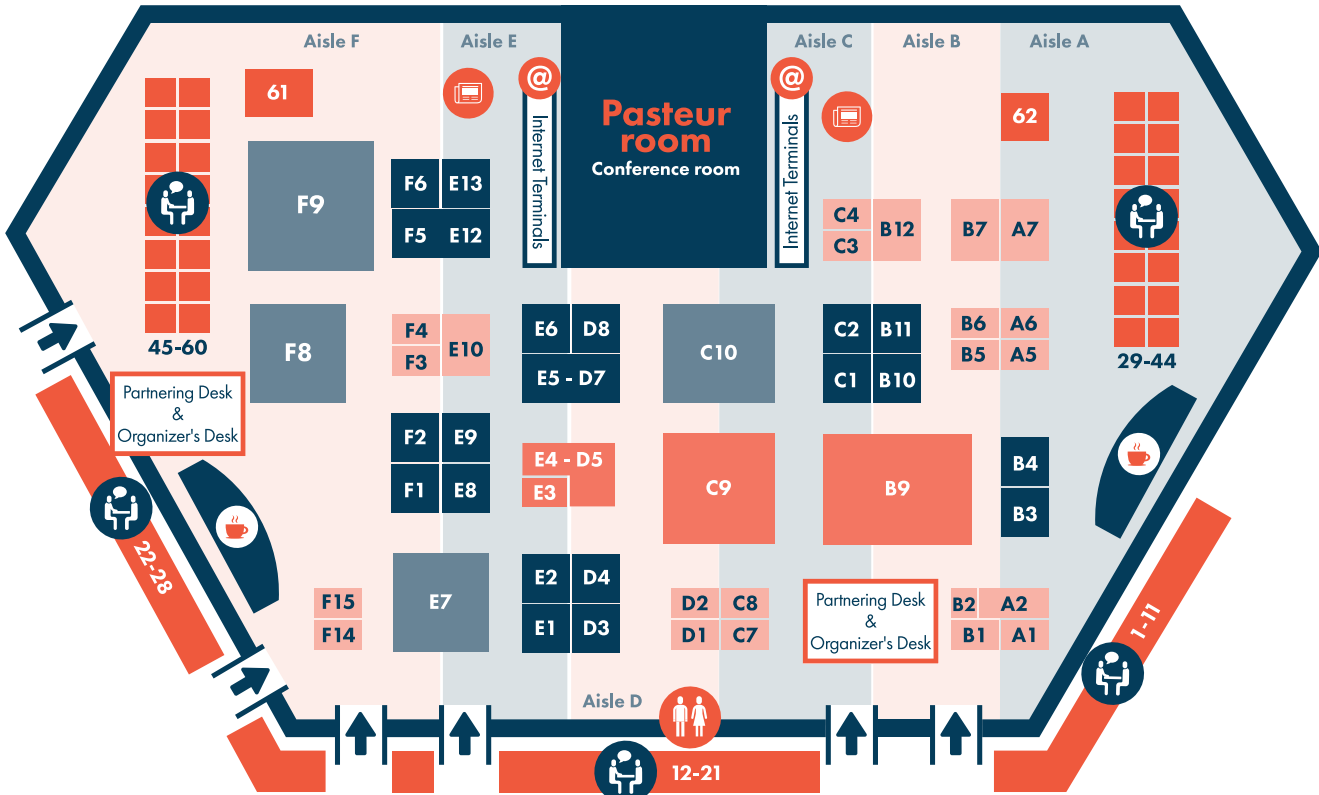 Aisle F
Aisle E
Aisle C
Aisle B
Aisle A
61
@
Internet Terminals
Pasteur
room
Conference room
@
Internet Terminals
62
F9
F6
E13
F5
E12
C4
C3
B12
B7
A7
45-60
29-44
F8
F4
F3
E10
E6
D8
E5 - D7
C10
C2
B11
C1
B10
B6
A6
B5
A5
Partnering Desk
&
Organizer's Desk
F2
E9
F1
E8
E4 - D5
E3
C9
B9
B4
B3
22-28
F15
F14
E7
E2
D4
E1
D3
D2
C8
D1
C7
Partnering Desk
&
Organizer's Desk
B2
A2
B1
A1
1-11
Aisle D
12-21